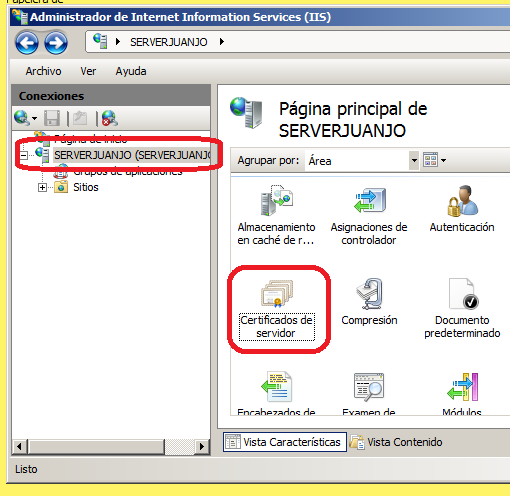 Papelera de
Administrador de Internet Information Services (IIS)
SERVERJUANJO
Archivo Ver Ayuda
Conexiones
Página de inicio
SERVERJUANJO (SERVERJUANJO
Grupos de aplicaciones
Sitios
Página principal de
SERVERJUANJO
Agrupar por: Área
Almacenamiento
en caché de r...
Asignaciones de
controlador
Autenticación
Certificados de
servidor
Compresión
Documento
predeterminado
Encabezados de
Examen de
Módulos
Vista Características
Vista Contenido
Listo